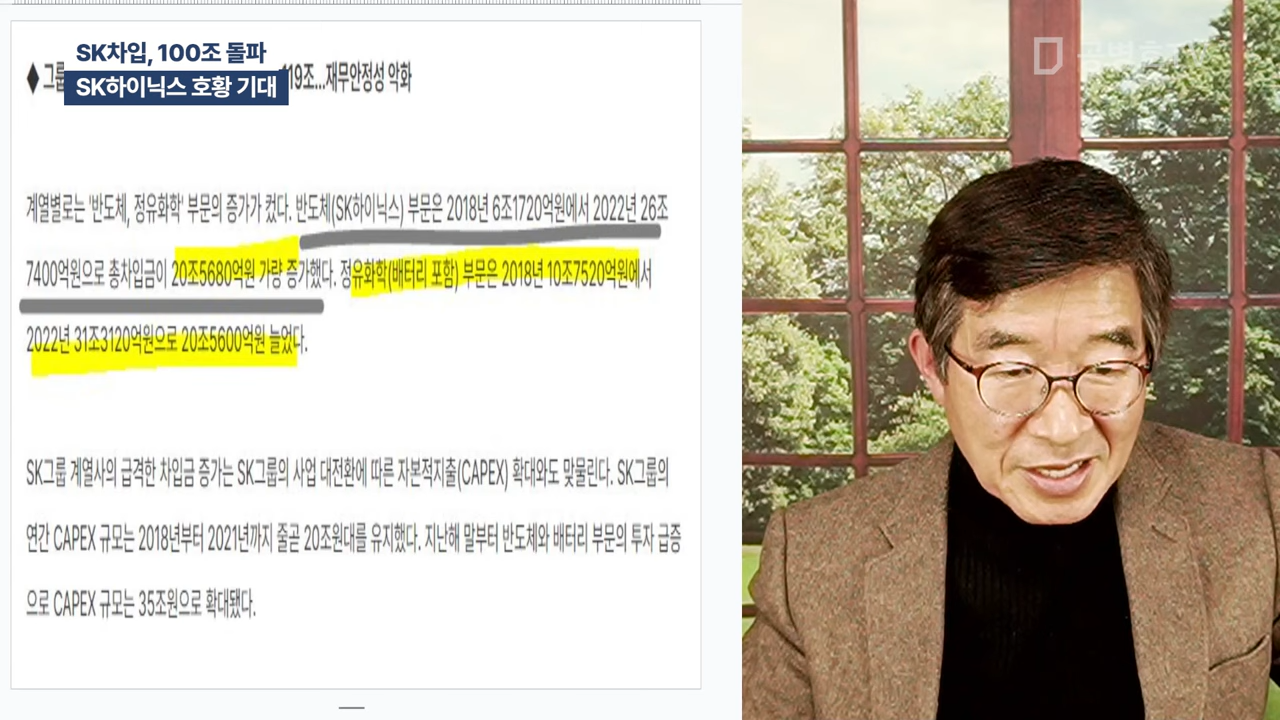 SK차입, 100조 돌파
SK하이닉스 호황 기대
◆ 그룹 119조...재무안정성 악화
계열별로는 '반도체, 정유화학' 부문의 증가가 컸다. 반도체(SK하이닉스) 부문은 2018년 6조1720억원에서 2022년 26조
7400억원으로 총차입금이 20조5680억원 가량 증가했다. 정유화학(배터리 포함) 부문은 2018년 10조7520억원에서
2022년 31조3120억원으로 20조5600억원 늘었다.
SK그룹 계열사의 급격한 차입금 증가는 SK그룹의 사업 대전환에 따른 자본적지출(CAPEX) 확대와도 맞물린다. SK그룹의
연간 CAPEX 규모는 2018년부터 2021년까지 줄곧 20조원대를 유지했다. 지난해 말부터 반도체와 배터리 부문의 투자 급증
으로 CAPEX 규모는 35조원으로 확대됐다.